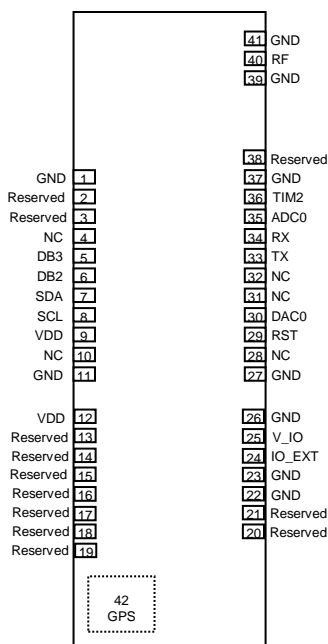 41 GND
40 RF
39 GND
38 Reserved
GND 1 37 GND
Reserved 2 36 TIM2
Reserved 3 35 ADC0
NC 4 34 RX
DB3 5 33 TX
DB2 6 32 NC
SDA 7 31 NC
SCL 8 30 DAC0
VDD 9 29 RST
NC 10 28 NC
GND 11 27 GND
VDD 12 26 GND
Reserved 13 25 V_IO
Reserved 14 24 IO_EXT
Reserved 15 23 GND
Reserved 16 22 GND
Reserved 17 21 Reserved
Reserved 18 20 Reserved
Reserved 19
42
GPS